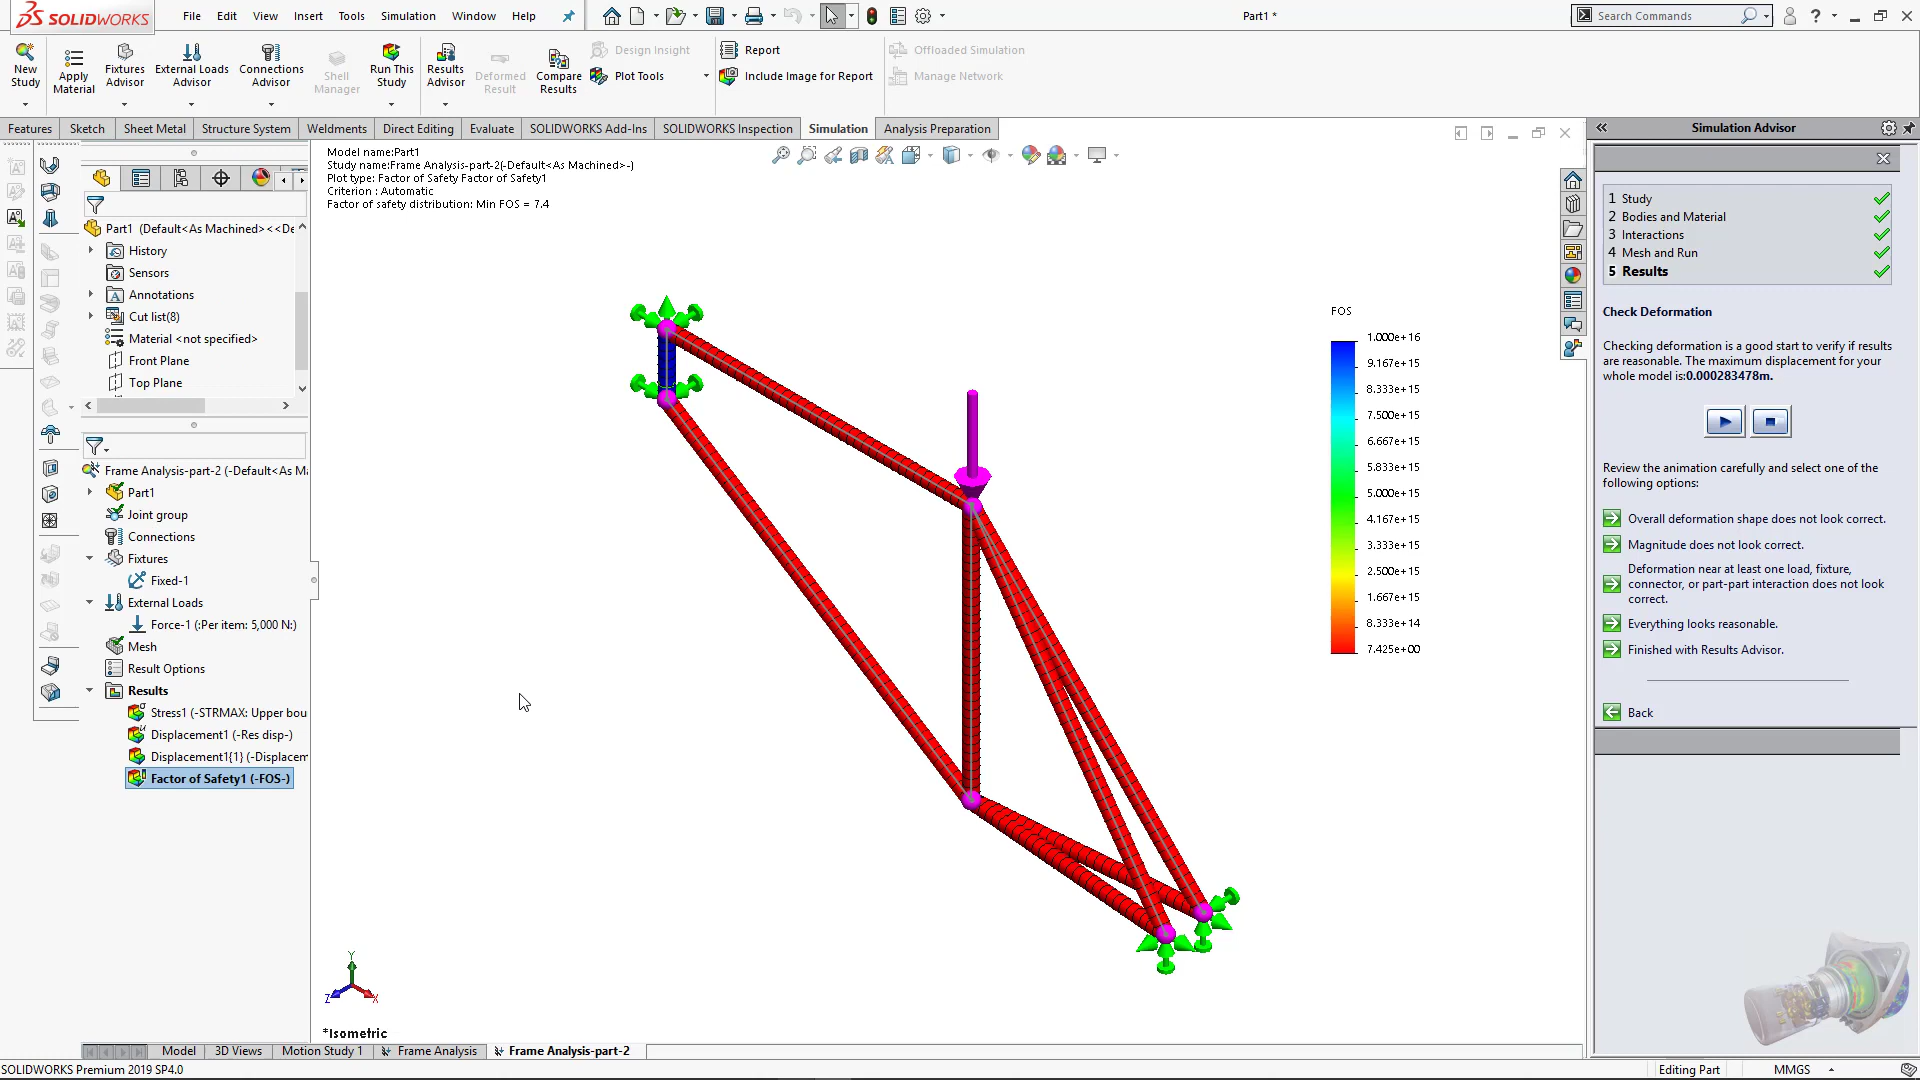 SOLIDWORKS
File Edit View Insert Tools Simulation Window Help
Part1 *
Search Commands
New Study
Apply Material
Fixtures Advisor
External Loads Advisor
Connections Advisor
Shell Manager
Run This Study
Results Advisor
Deformed Result
Compare Results
Design Insight
Plot Tools
Report
Include Image for Report
Offloaded Simulation
Manage Network
Features Sketch Sheet Metal Structure System Weldments Direct Editing Evaluate SOLIDWORKS Add-Ins SOLIDWORKS Inspection Simulation Analysis Preparation
Part1 (Default<As Machined><<De
History
Sensors
Annotations
Cut list(8)
Material <not specified>
Front Plane
Top Plane
Frame Analysis-part-2 (-Default<As Ma
Part1
Joint group
Connections
Fixtures
Fixed-1
External Loads
Force-1 (:Per item: 5,000 N:)
Mesh
Result Options
Results
Stress1 (-STRMAX: Upper bou
Displacement1 (-Res disp-)
Displacement1{1} (-Displacem
Factor of Safety1 (-FOS-)
Model name:Part1
Study name:Frame Analysis-part-2(-Default<As Machined>-)
Plot type: Factor of Safety Factor of Safety1
Criterion : Automatic
Factor of safety distribution: Min FOS = 7.4
FOS
1.000e+16
9.167e+15
8.333e+15
7.500e+15
6.667e+15
5.833e+15
5.000e+15
4.167e+15
3.333e+15
2.500e+15
1.667e+15
8.333e+14
7.425e+00
Y
Z
X
*Isometric
Simulation Advisor
1 Study
2 Bodies and Material
3 Interactions
4 Mesh and Run
5 Results
Check Deformation
Checking deformation is a good start to verify if results
are reasonable. The maximum displacement for your
whole model is:0.000283478m.
Review the animation carefully and select one of the
following options:
Overall deformation shape does not look correct.
Magnitude does not look correct.
Deformation near at least one load, fixture,
connector, or part-part interaction does not look
correct.
Everything looks reasonable.
Finished with Results Advisor.
Back
Model 3D Views Motion Study 1 Frame Analysis Frame Analysis-part-2
SOLIDWORKS Premium 2019 SP4.0
Editing Part
MMGS